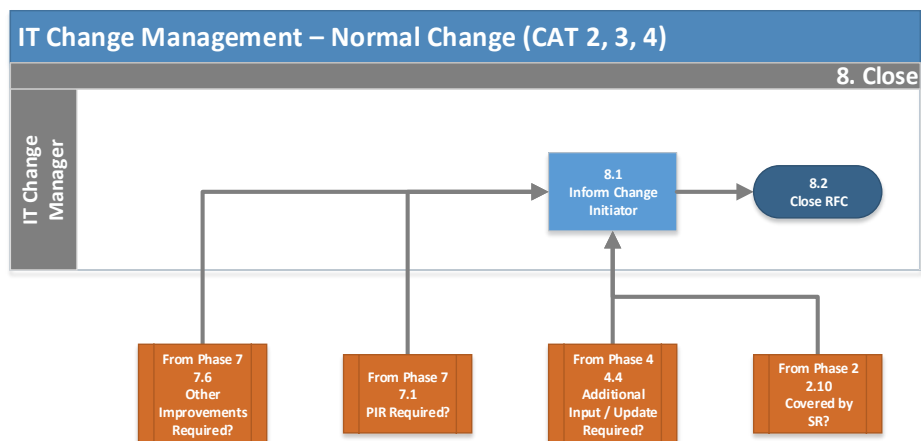 IT Change Management – Normal Change (CAT 2, 3, 4)
8. Close
IT Change
Manager
8.1
Inform Change
Initiator
8.2
Close RFC
From Phase 7
7.6
Other
Improvements
Required?
From Phase 7
7.1
PIR Required?
From Phase 4
4.4
Additional
Input / Update
Required?
From Phase 2
2.10
Covered by
SR?